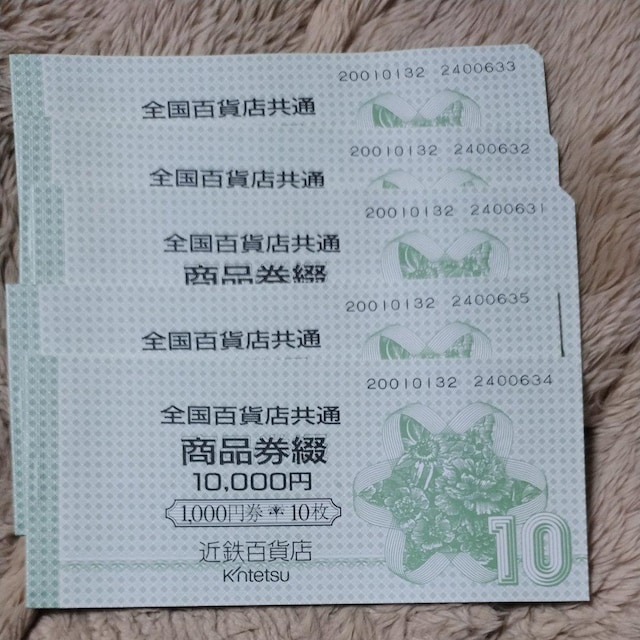 20010132 2400633
全国百貨店共通
20010132 2400632
全国百貨店共通
20010132 2400631
全国百貨店共通
商品券綴
20010132 2400635
全国百貨店共通
20010132 2400634
全国百貨店共通
商品券綴
10,000円
1,000円券 10枚
近鉄百貨店
Kintetsu
10